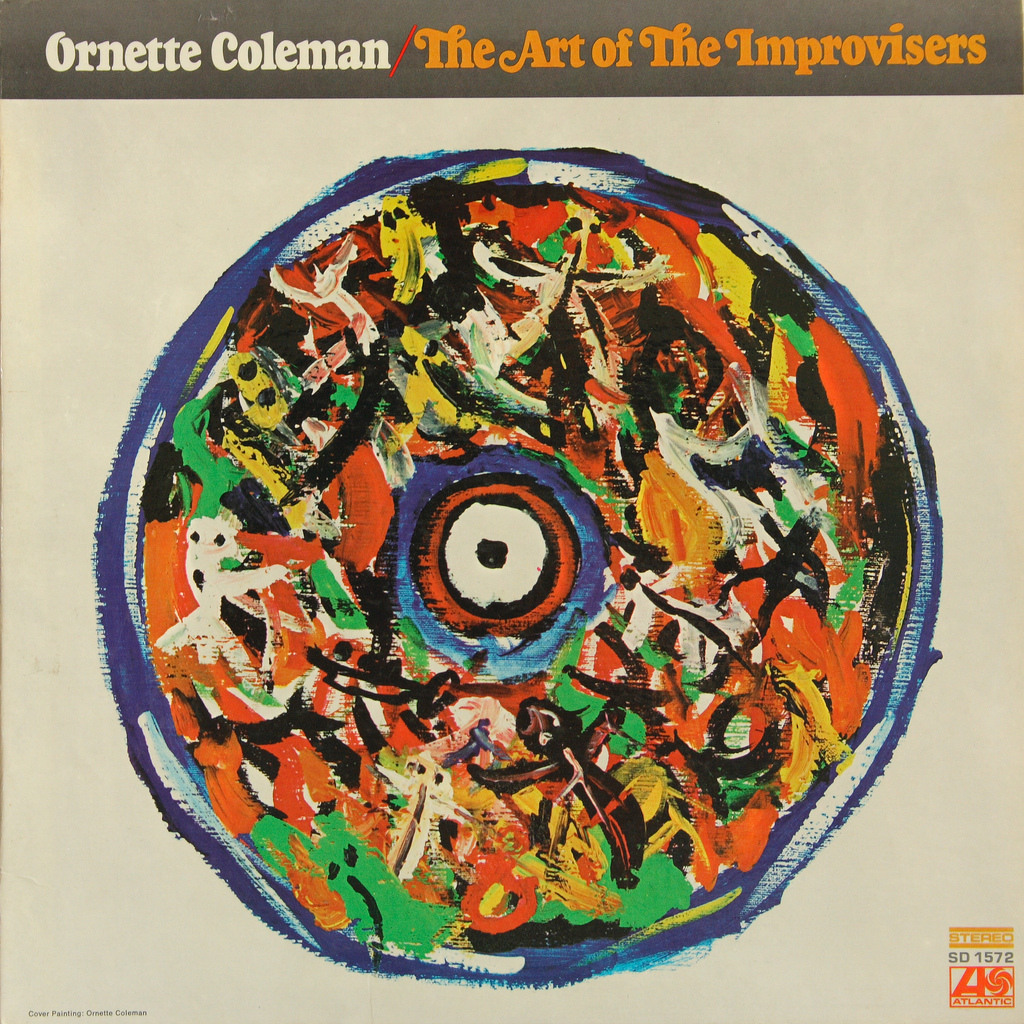 Ornette Coleman/The Art of The Improvisers
STEREO
SD 1572
ATLANTIC
Cover Painting: Ornette Coleman